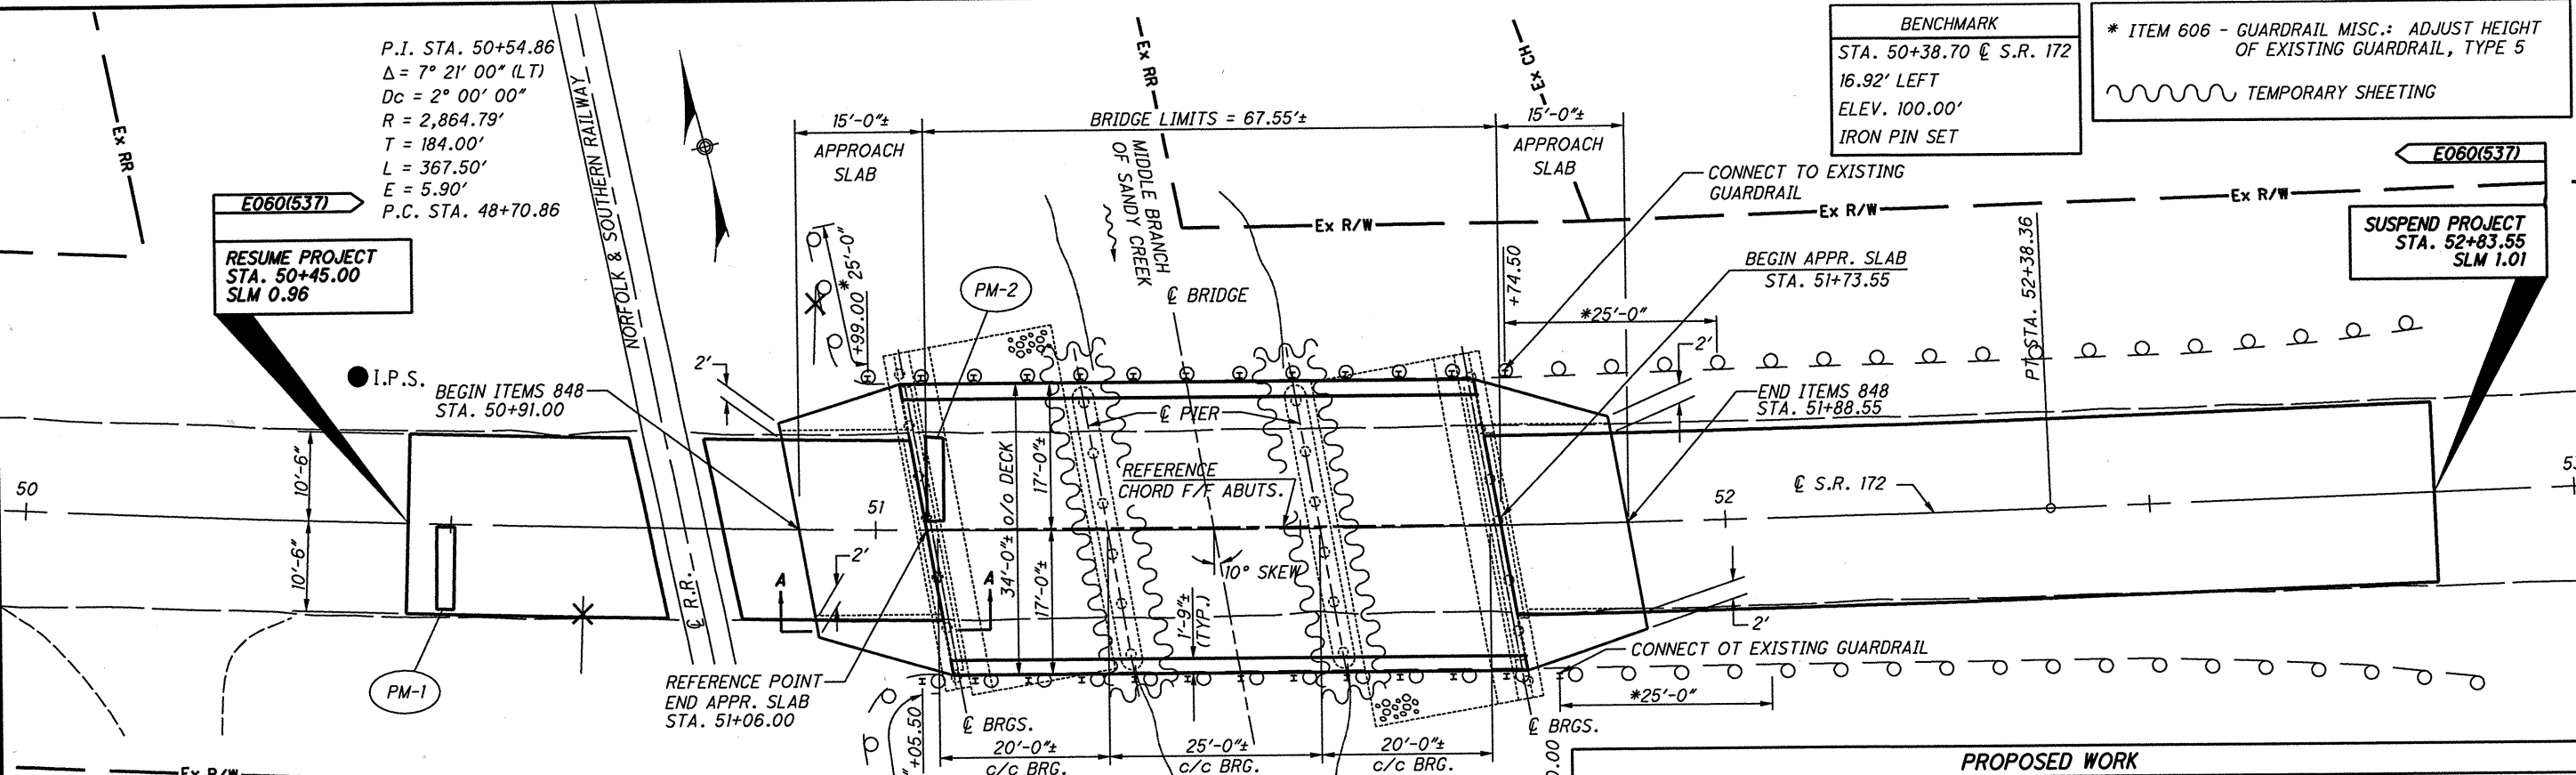 P.I. STA. 50+54.86
Δ = 7° 21' 00" (LT)
Dc = 2° 00' 00"
R = 2,864.79'
T = 184.00'
L = 367.50'
E = 5.90'
P.C. STA. 48+70.86
Ex RR
E060(537)
RESUME PROJECT
STA. 50+45.00
SLM 0.96
NORFOLK & SOUTHERN RAILWAY
℄ R.R.
15'-0"±
APPROACH
SLAB
BRIDGE LIMITS = 67.55'±
15'-0"±
APPROACH
SLAB
Ex RR
Ex CH
MIDDLE BRANCH
OF SANDY CREEK
℄ BRIDGE
BENCHMARK
STA. 50+38.70 ℄ S.R. 172
16.92' LEFT
ELEV. 100.00'
IRON PIN SET
* ITEM 606 - GUARDRAIL MISC.: ADJUST HEIGHT
OF EXISTING GUARDRAIL, TYPE 5
TEMPORARY SHEETING
E060(537)
SUSPEND PROJECT
STA. 52+83.55
SLM 1.01
CONNECT TO EXISTING
GUARDRAIL
Ex R/W
Ex R/W
Ex R/W
BEGIN APPR. SLAB
STA. 51+73.55
+74.50
*25'-0"
PT STA. 52+38.36
*25'-0"
+99.00
PM-2
I.P.S.
BEGIN ITEMS 848
STA. 50+91.00
2'
2'
END ITEMS 848
STA. 51+88.55
℄ PIER
REFERENCE
CHORD F/F ABUTS.
℄ S.R. 172
50
51
52
10'-6"
10'-6"
34'-0"± o/o DECK
17'-0"±
17'-0"±
10° SKEW
1'-9"±
(TYP.)
2'
A
A
2'
PM-1
REFERENCE POINT
END APPR. SLAB
STA. 51+06.00
CONNECT OT EXISTING GUARDRAIL
*25'-0"
+05.50
℄ BRGS.
℄ BRGS.
20'-0"±
c/c BRG.
25'-0"±
c/c BRG.
20'-0"±
c/c BRG.
Ex R/W
PROPOSED WORK